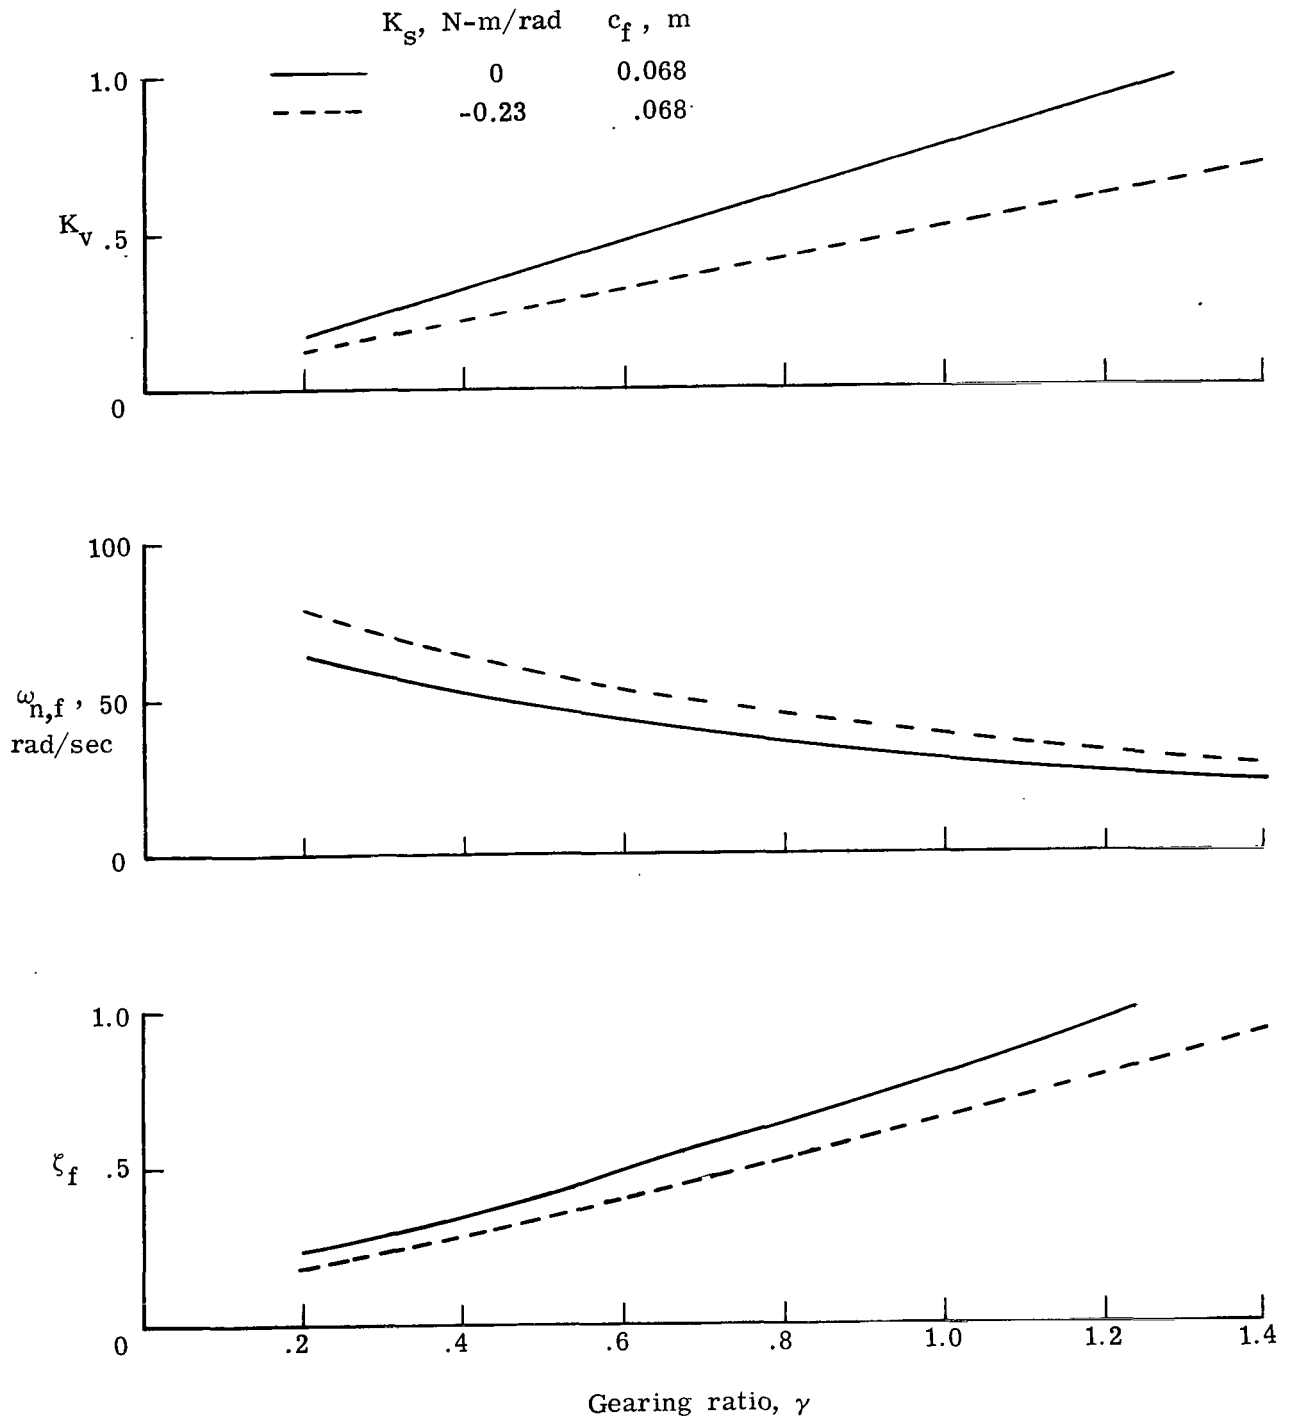 K_s, N-m/rad c_f , m
0 0.068
-0.23 .068
1.0
K_v .5
0
100
ω_n,f , 50
rad/sec
0
1.0
ζ_f .5
0 .2 .4 .6 .8 1.0 1.2 1.4
Gearing ratio, γ